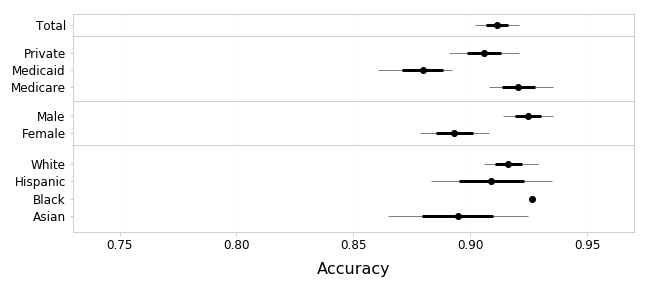 Total
Private
Medicaid
Medicare
Male
Female
White
Hispanic
Black
Asian
0.75 0.80 0.85 0.90 0.95
Accuracy